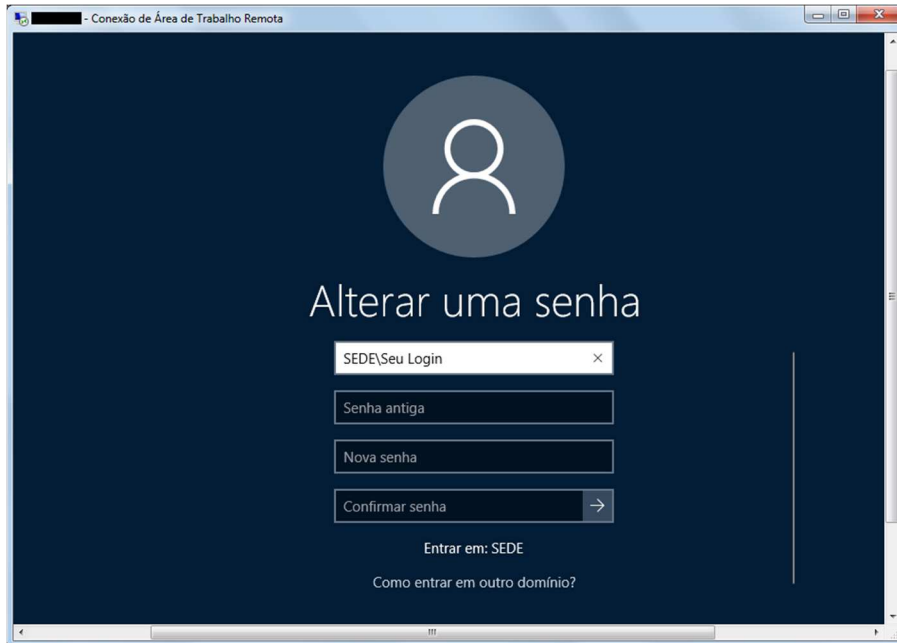 - Conexão de Área de Trabalho Remota
Alterar uma senha
SEDE\Seu Login
Senha antiga
Nova senha
Confirmar senha
Entrar em: SEDE
Como entrar em outro domínio?